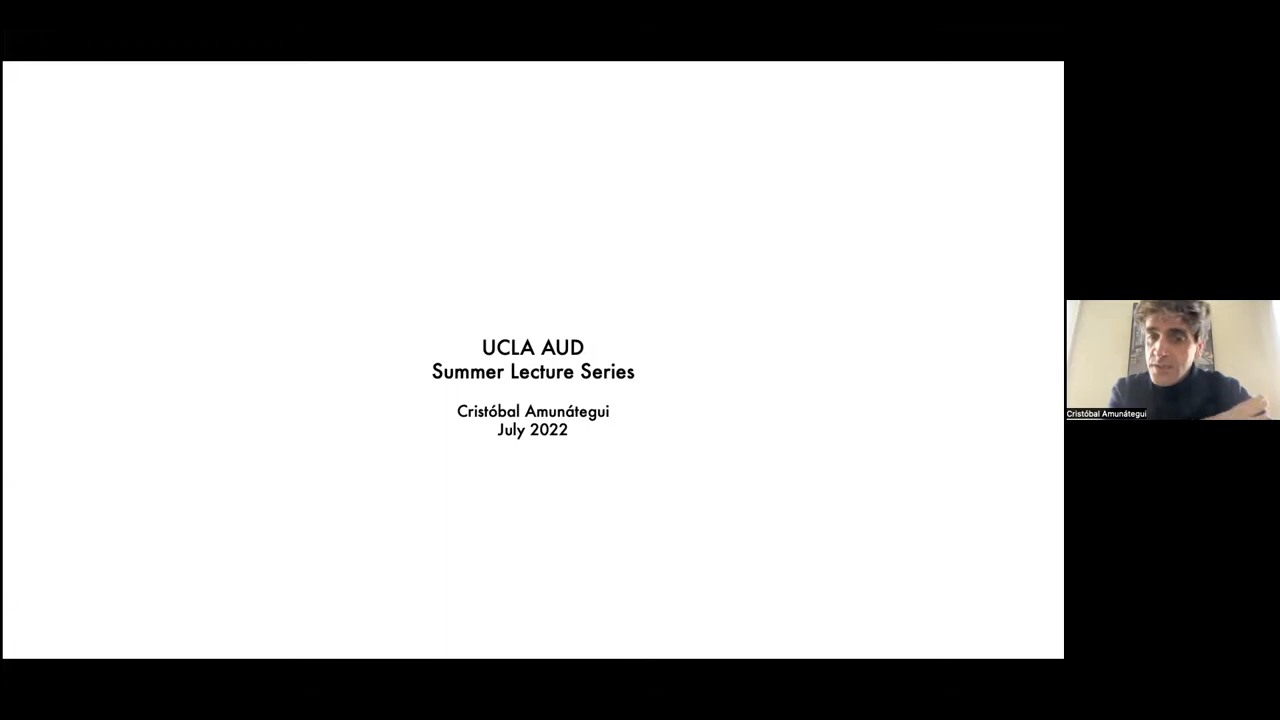 UCLA AUD
Summer Lecture Series
Cristóbal Amunátegui
July 2022
Cristóbal Amunátegui